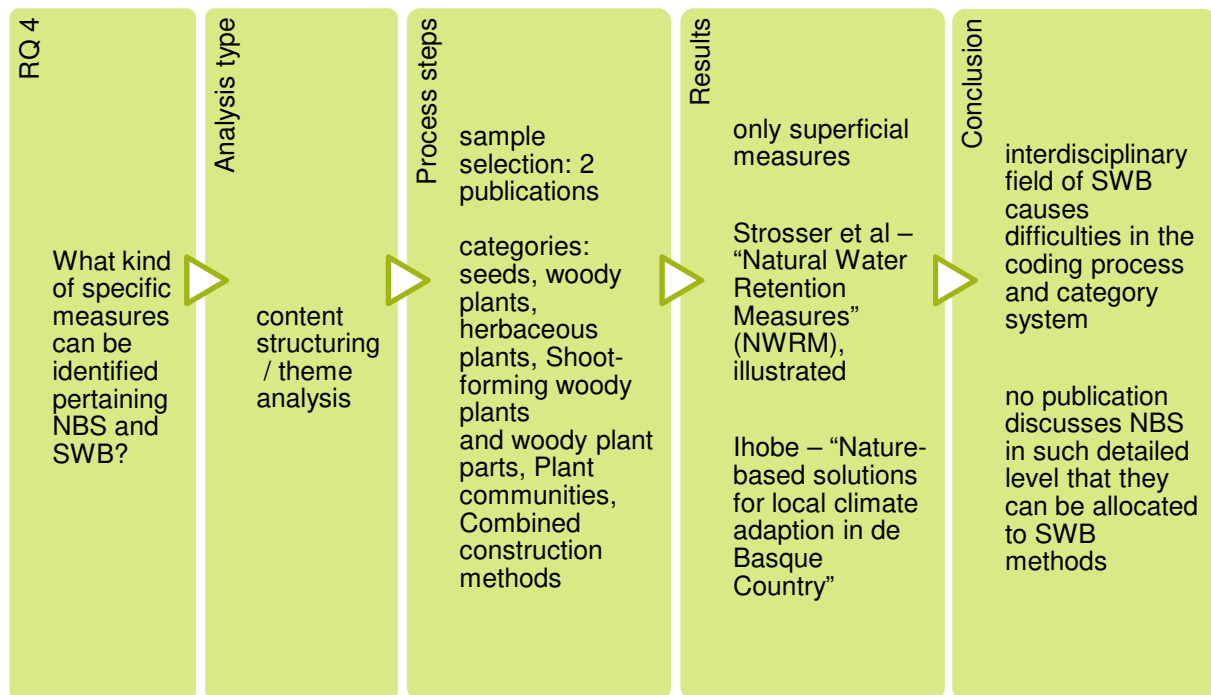 RQ 4
What kind
of specific
measures
can be
identified
pertaining
NBS and
SWB?
Analysis type
content
structuring
/ theme
analysis
Process steps
sample
selection: 2
publications
categories:
seeds, woody
plants,
herbaceous
plants, Shoot-
forming woody
plants
and woody plant
parts, Plant
communities,
Combined
construction
methods
Results
only superficial
measures
Strosser et al –
“Natural Water
Retention
Measures”
(NWRM),
illustrated
Ihobe – “Nature-
based solutions
for local climate
adaption in de
Basque
Country”
Conclusion
interdisciplinary
field of SWB
causes
difficulties in the
coding process
and category
system
no publication
discusses NBS
in such detailed
level that they
can be allocated
to SWB
methods